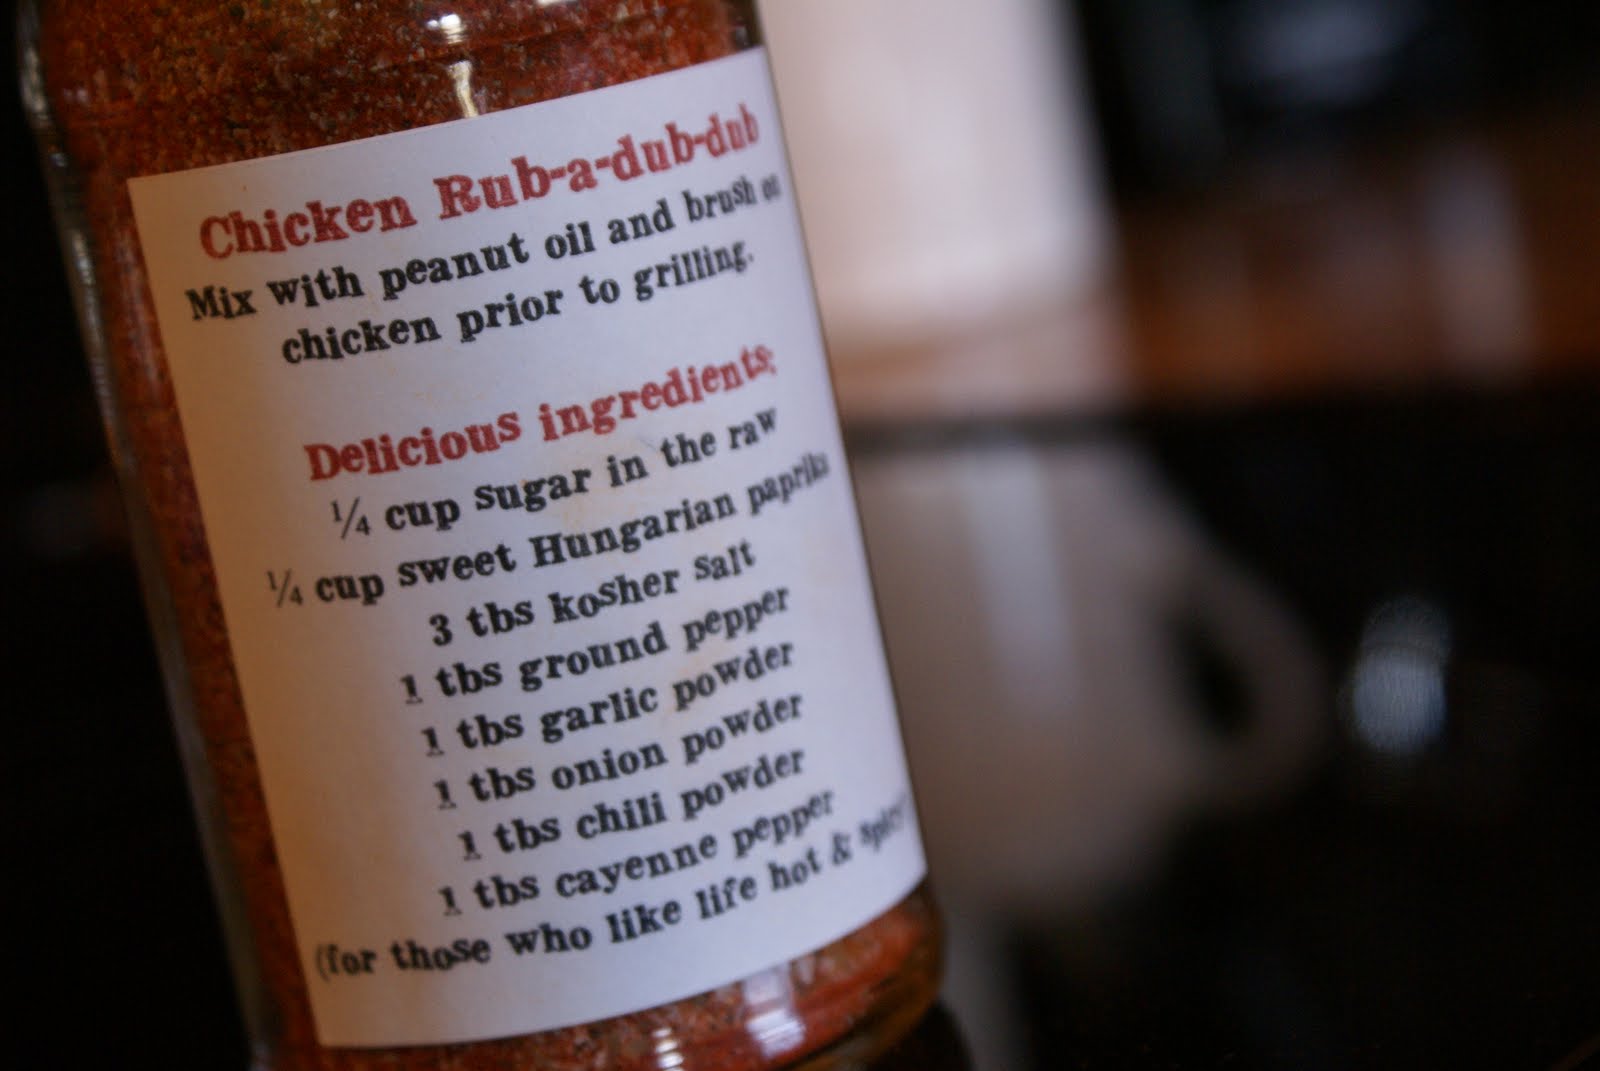 Chicken Rub-a-dub-dub
Mix with peanut oil and brush on
chicken prior to grilling.
Delicious ingredients:
¼ cup sugar in the raw
¼ cup sweet Hungarian paprika
3 tbs kosher salt
1 tbs ground pepper
1 tbs garlic powder
1 tbs onion powder
1 tbs chili powder
1 tbs cayenne pepper
(for those who like life hot & spicy